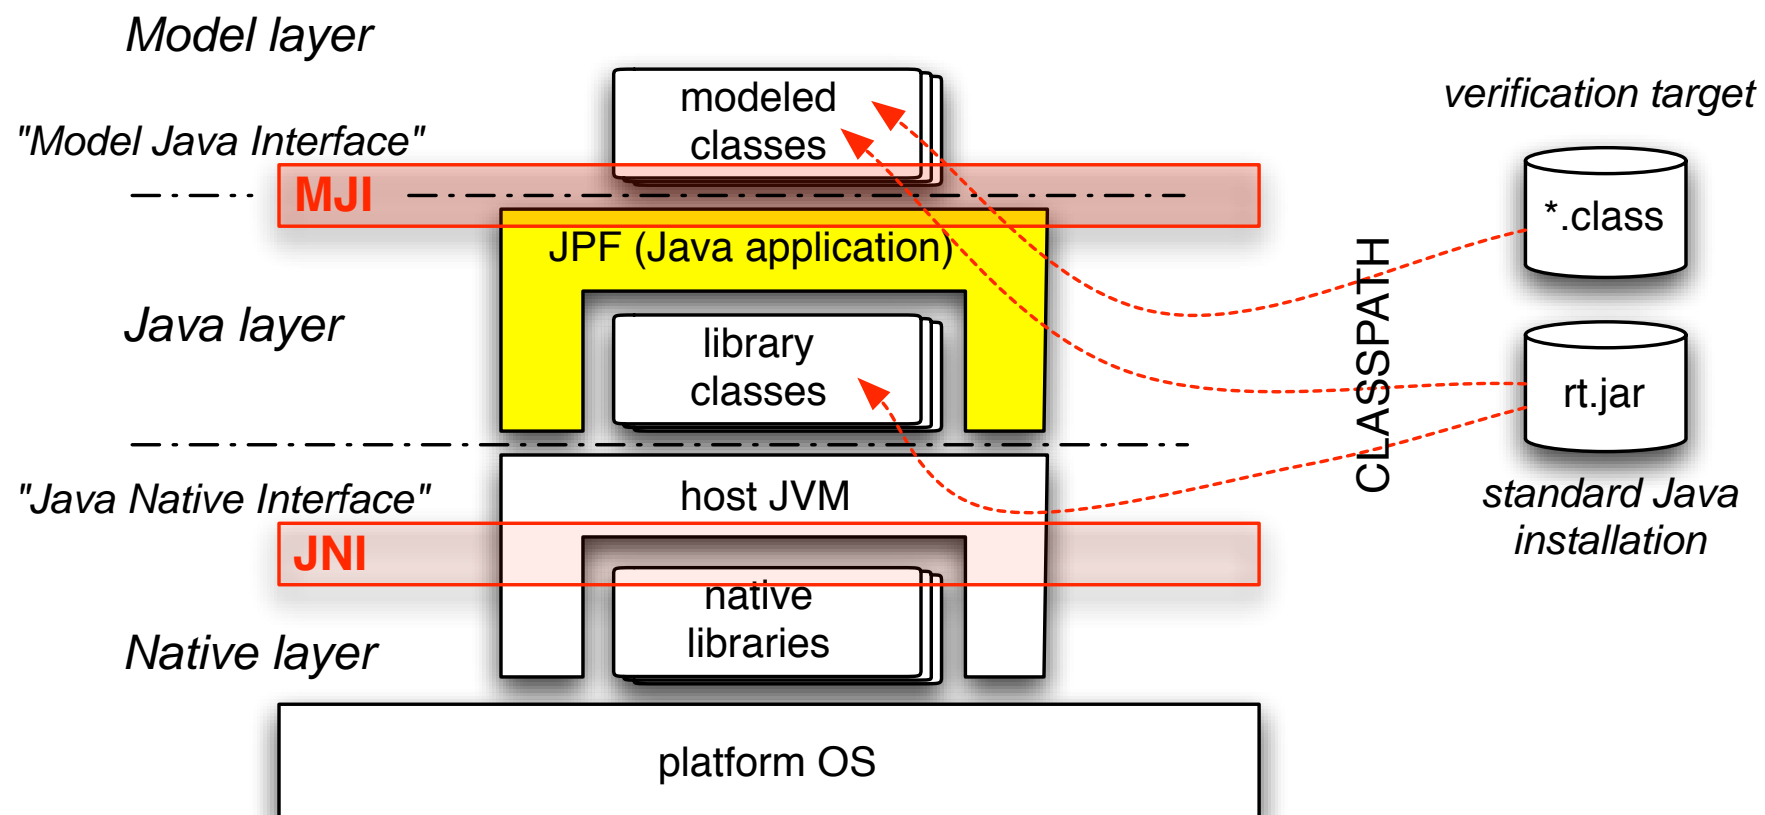 Model layer
modeled
classes
verification target
"Model Java Interface"
MJI
*.class
JPF (Java application)
CLASSPATH
Java layer
library
classes
rt.jar
"Java Native Interface"
host JVM
standard Java
installation
JNI
native
libraries
Native layer
platform OS